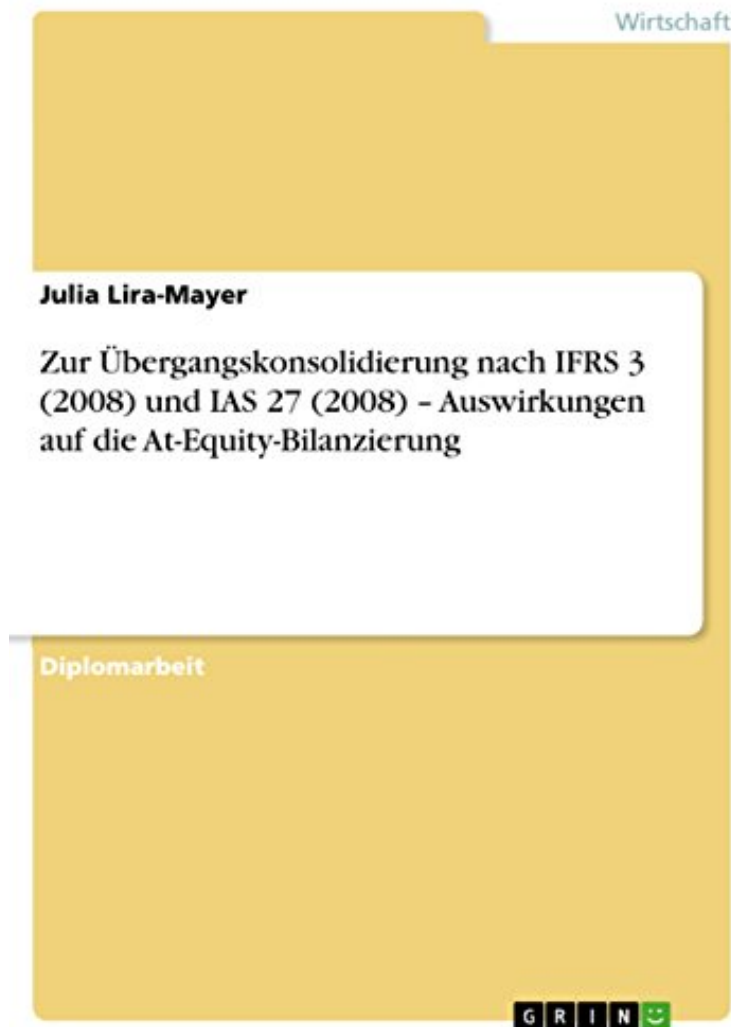 Wirtschaft
Julia Lira-Mayer
Zur Übergangskonsolidierung nach IFRS 3
(2008) und IAS 27 (2008) – Auswirkungen
auf die At-Equity-Bilanzierung
Diplomarbeit
GRIN